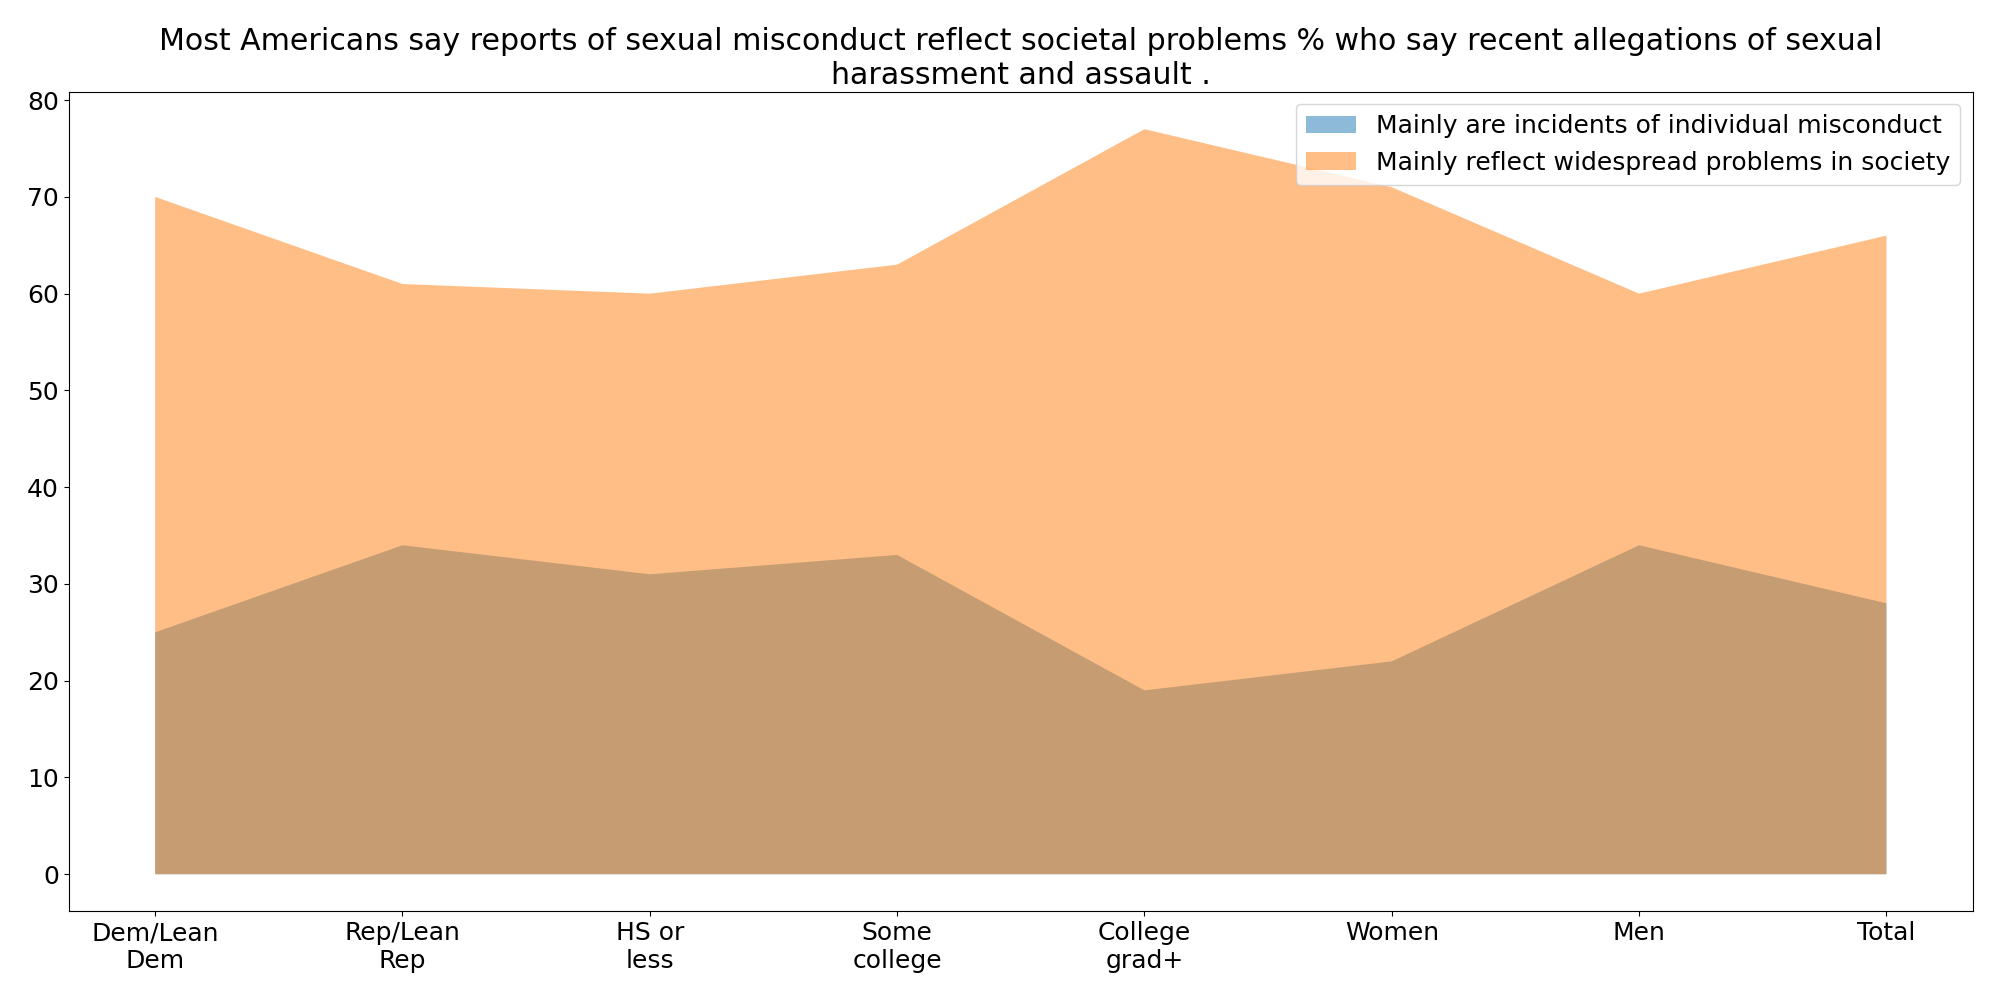 Most Americans say reports of sexual misconduct reflect societal problems % who say recent allegations of sexual
harassment and assault .
Mainly are incidents of individual misconduct
Mainly reflect widespread problems in society
80
70
60
50
40
30
20
10
0
Dem/Lean
Dem
Rep/Lean
Rep
HS or
less
Some
college
College
grad+
Women
Men
Total